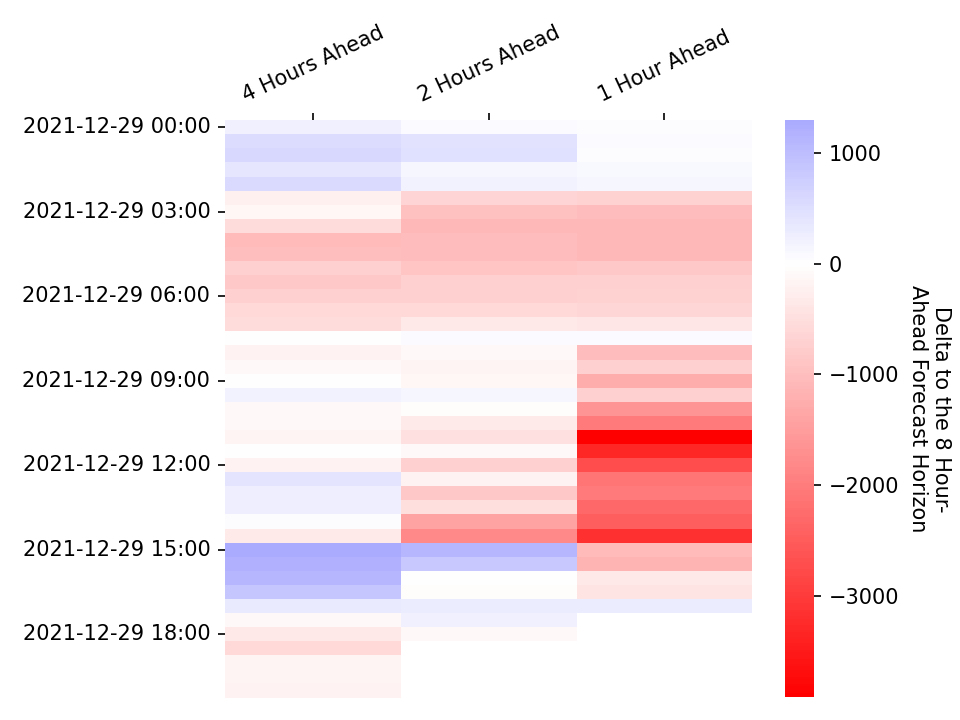 4 Hours Ahead
2 Hours Ahead
1 Hour Ahead
2021-12-29 00:00
2021-12-29 03:00
2021-12-29 06:00
2021-12-29 09:00
2021-12-29 12:00
2021-12-29 15:00
2021-12-29 18:00
1000
0
−1000
−2000
−3000
Delta to the 8 Hour-
Ahead Forecast Horizon